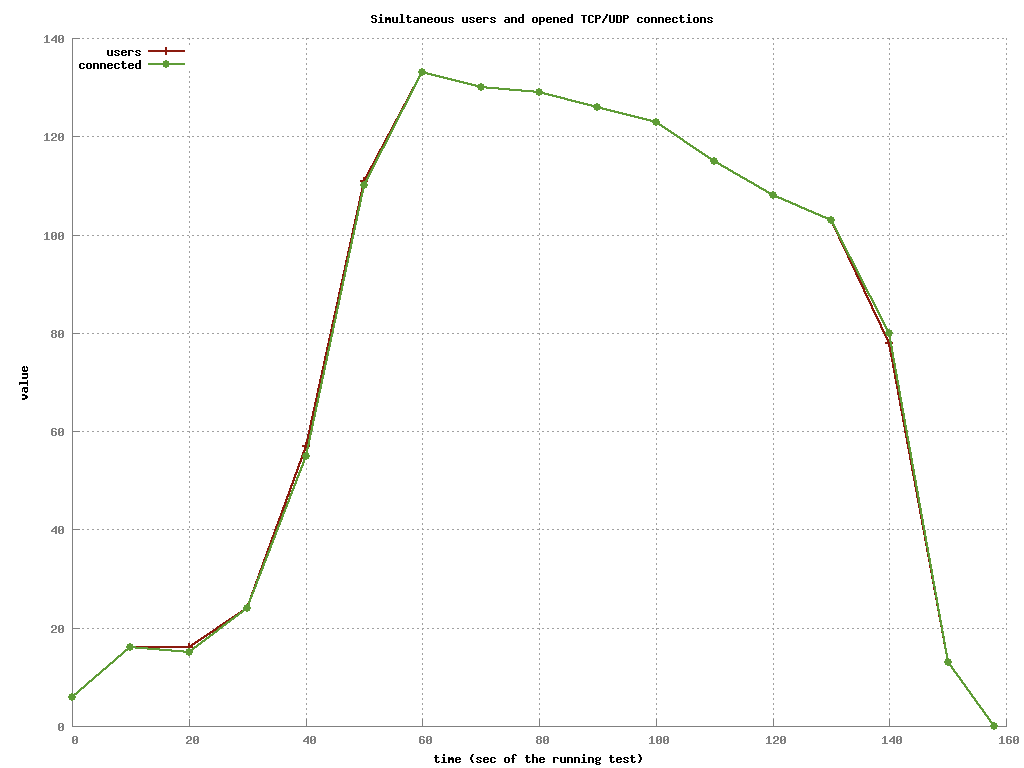 Simultaneous users and opened TCP/UDP connections
140
users
connected
120
100
80
60
40
20
0
value
0 20 40 60 80 100 120 140 160
time (sec of the running test)